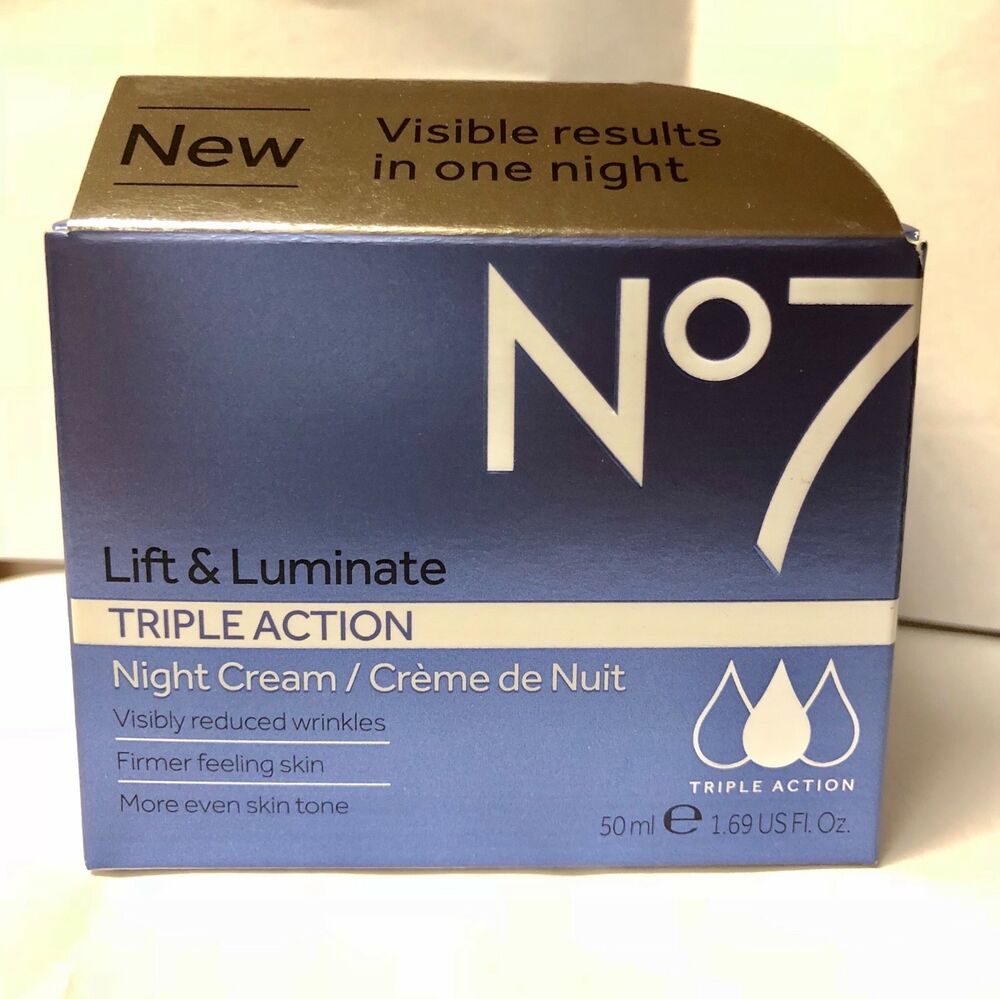 New
Visible results
in one night
Nº7
Lift & Luminate
TRIPLE ACTION
Night Cream / Crème de Nuit
Visibly reduced wrinkles
Firmer feeling skin
More even skin tone
TRIPLE ACTION
50 ml ℮ 1.69 US Fl. Oz.